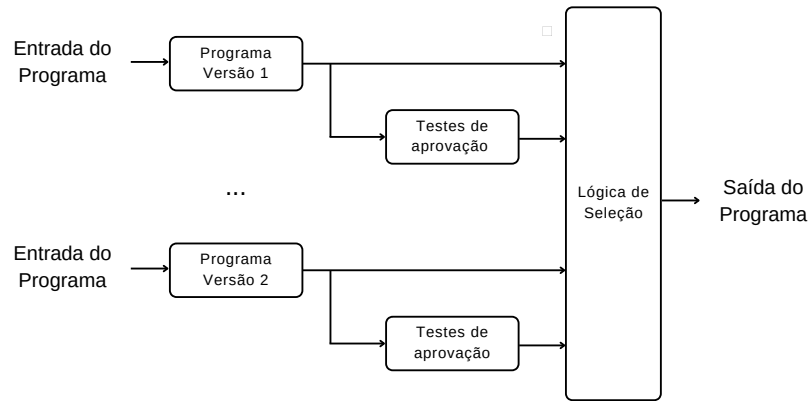 Entrada do
Programa
Programa
Versão 1
Testes de
aprovação
...
Entrada do
Programa
Programa
Versão 2
Testes de
aprovação
Lógica de
Seleção
Saída do
Programa